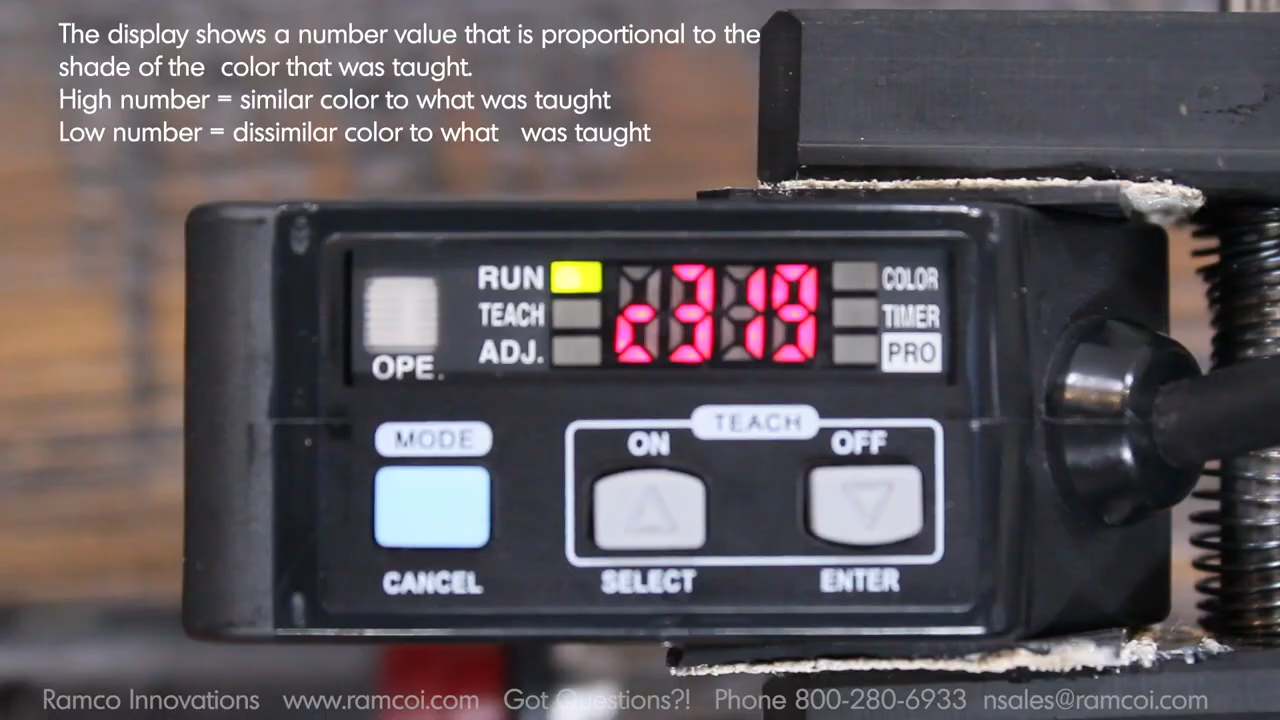 The display shows a number value that is proportional to the
shade of the color that was taught.
High number = similar color to what was taught
Low number = dissimilar color to what was taught
RUN
TEACH
ADJ.
OPE.
c319
COLOR
TIMER
PRO
MODE
TEACH
ON
OFF
CANCEL
SELECT
ENTER
Ramco Innovations www.ramcoi.com Got Questions?! Phone 800-280-6933 nsales@ramcoi.com